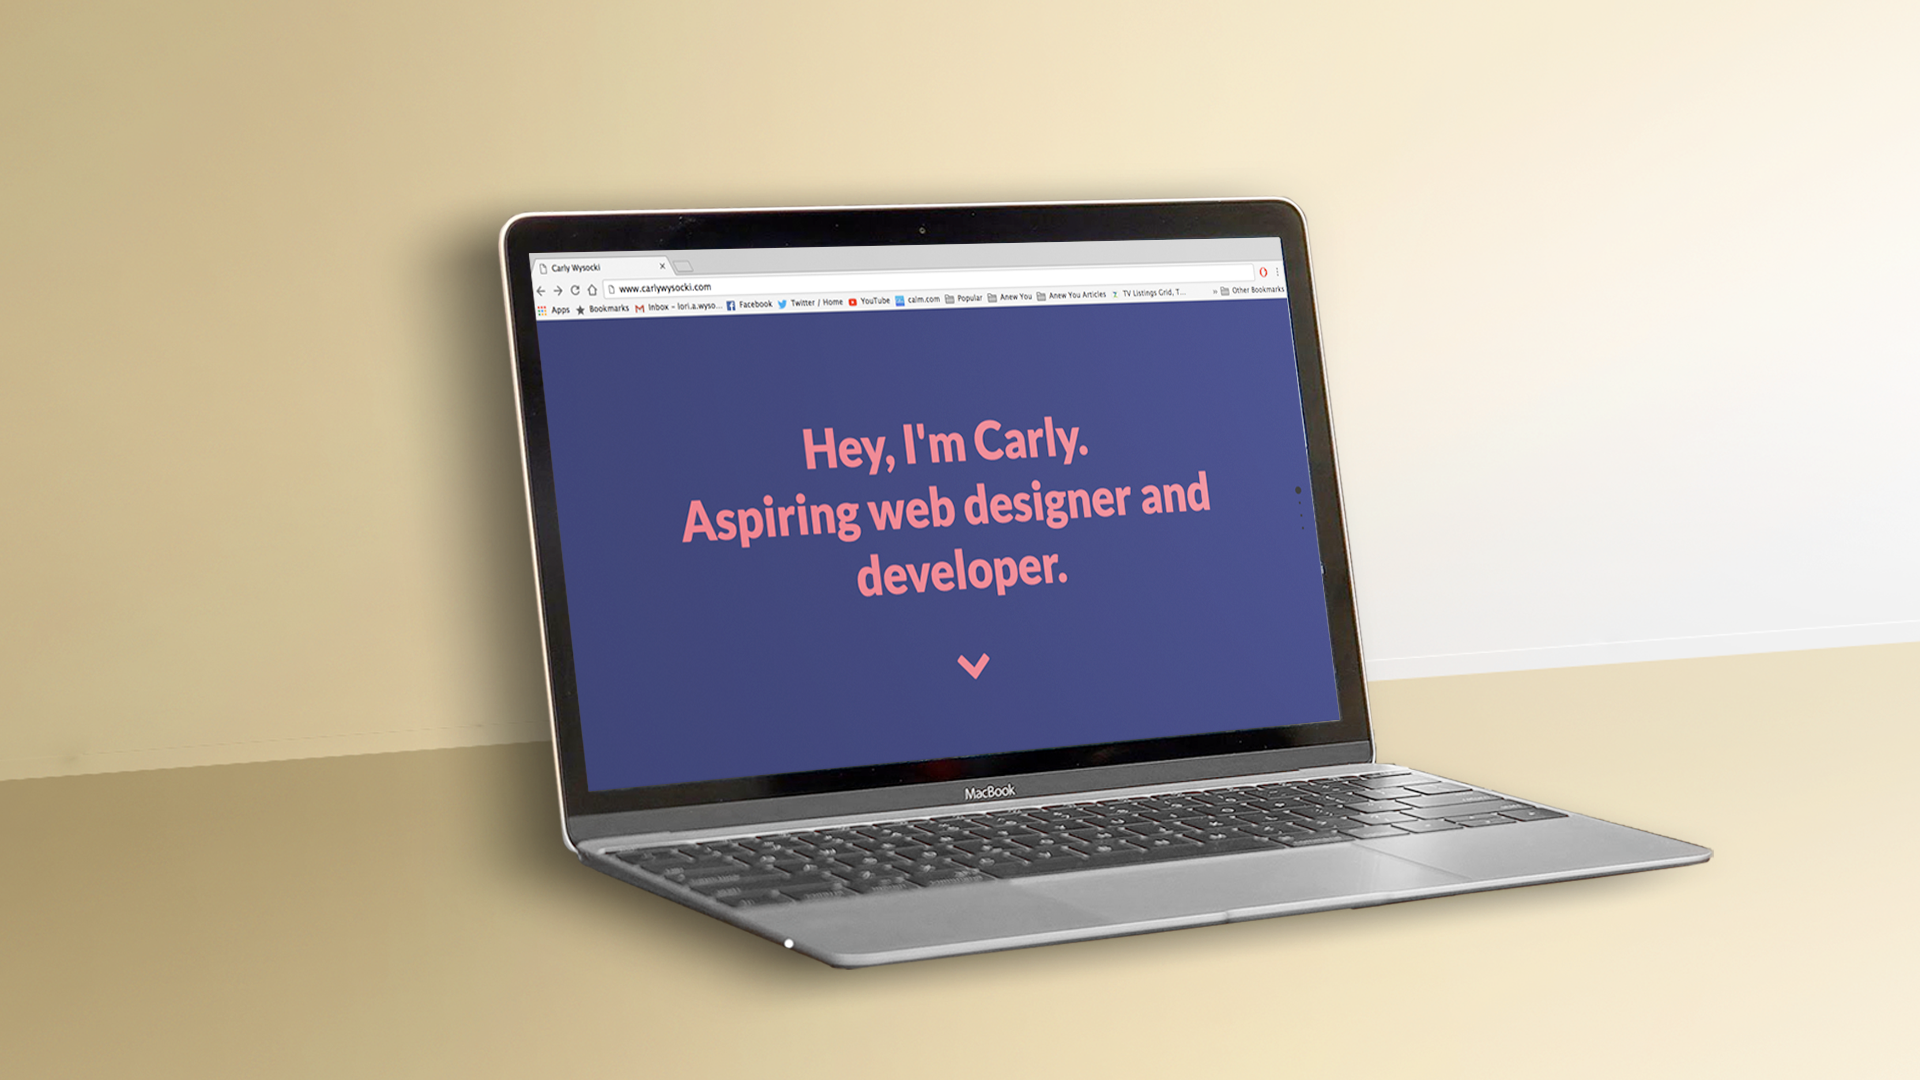 Carly Wysocki
www.carlywysocki.com
Apps Bookmarks Inbox - lori.a.wyso... Facebook Twitter / Home YouTube calm.com Popular Anew You Anew You Articles TV Listings Grid, T... » Other Bookmarks
Hey, I'm Carly.
Aspiring web designer and
developer.
MacBook